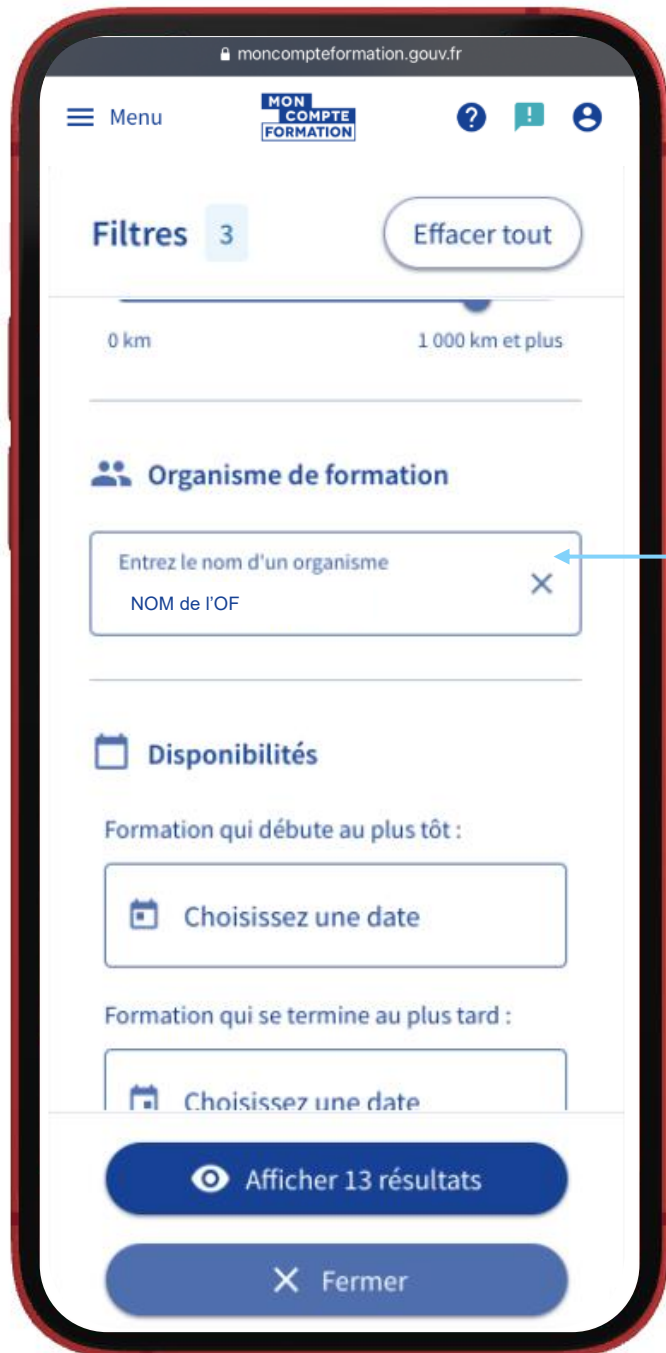 moncompteformation.gouv.fr
Menu
MON
COMPTE
FORMATION
Filtres 3
Effacer tout
0 km
1 000 km et plus
Organisme de formation
Entrez le nom d'un organisme
NOM de l'OF
Disponibilités
Formation qui débute au plus tôt :
Choisissez une date
Formation qui se termine au plus tard :
Choisissez une date
Afficher 13 résultats
Fermer